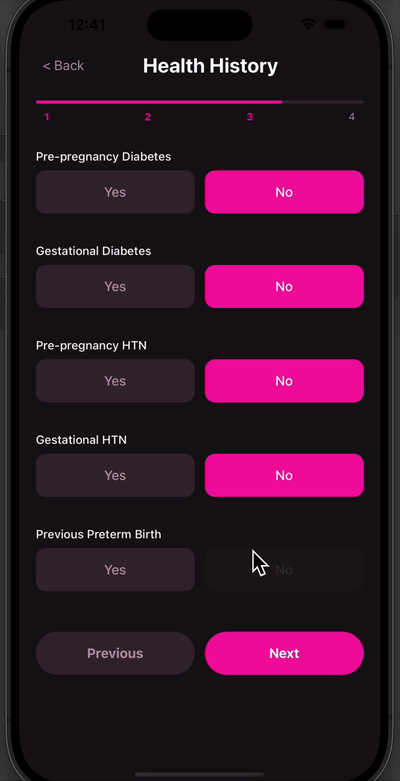 12:41
< Back
Health History
1 2 3 4
Pre-pregnancy Diabetes
Yes No
Gestational Diabetes
Yes No
Pre-pregnancy HTN
Yes No
Gestational HTN
Yes No
Previous Preterm Birth
Yes No
Previous Next